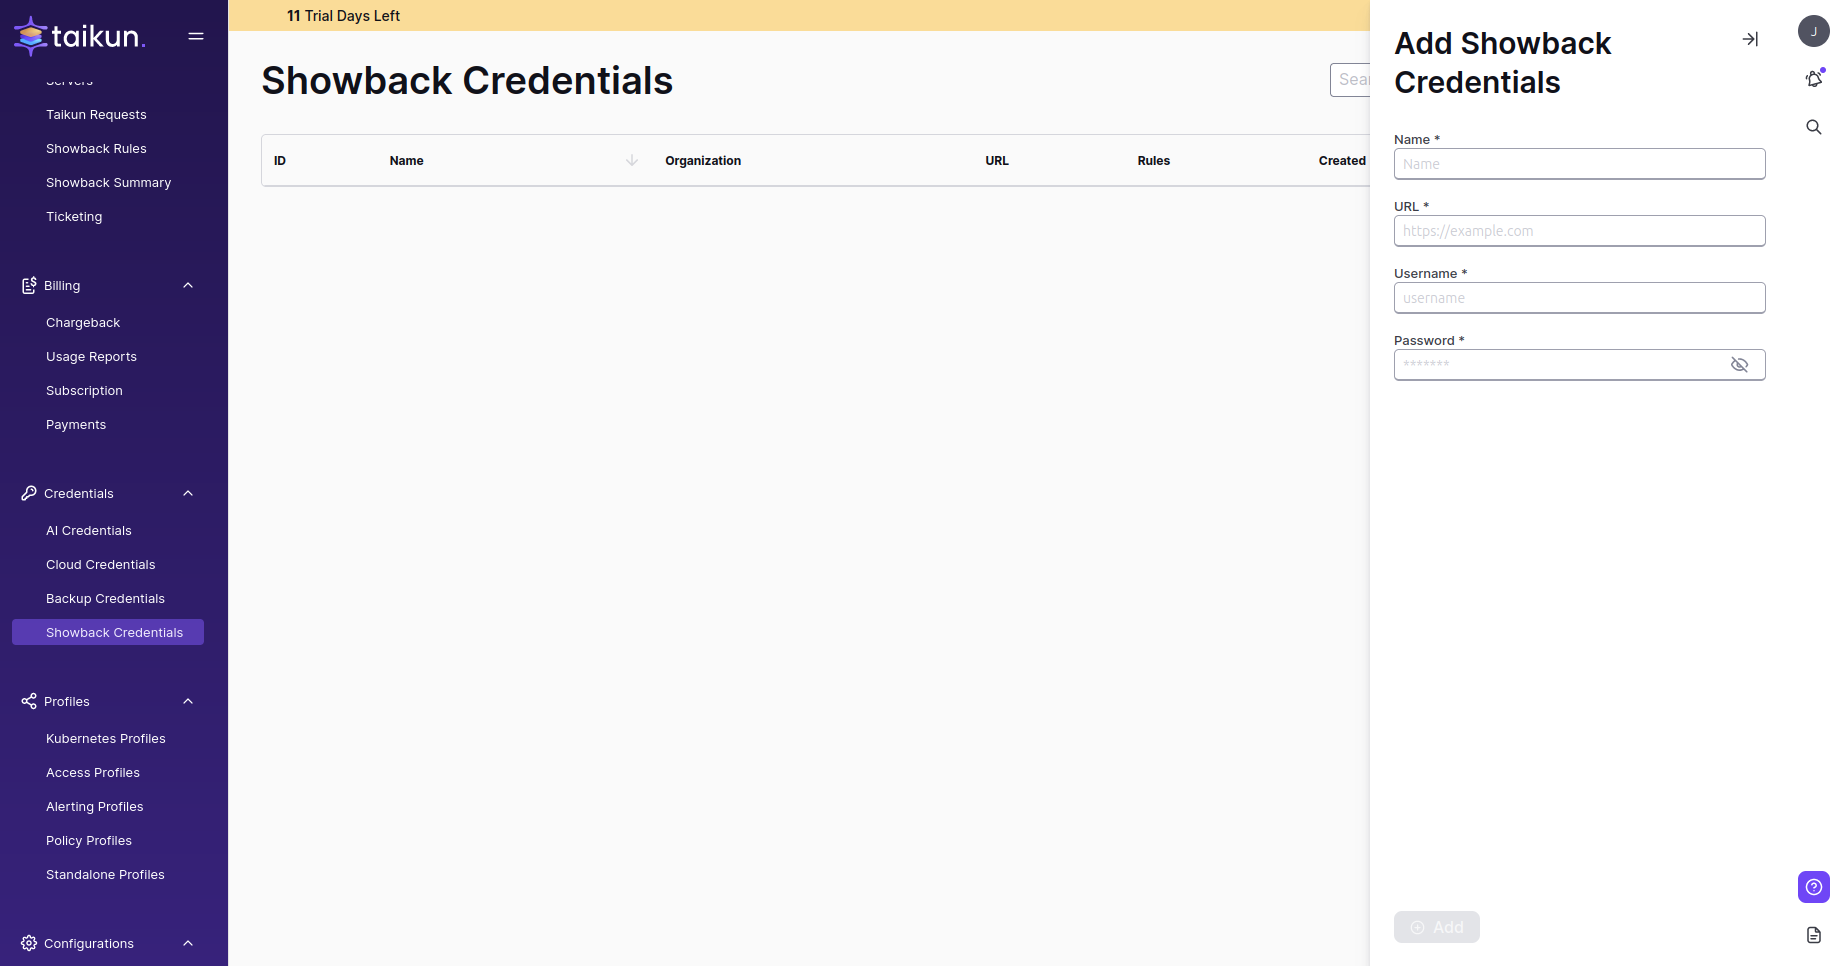 taikun.
Servers
Taikun Requests
Showback Rules
Showback Summary
Ticketing
Billing
Chargeback
Usage Reports
Subscription
Payments
Credentials
AI Credentials
Cloud Credentials
Backup Credentials
Showback Credentials
Profiles
Kubernetes Profiles
Access Profiles
Alerting Profiles
Policy Profiles
Standalone Profiles
Configurations
11 Trial Days Left
Showback Credentials
ID Name Organization URL Rules Created
Add Showback
Credentials
Name *
Name
URL *
https://example.com
Username *
username
Password *
*******
Add
J